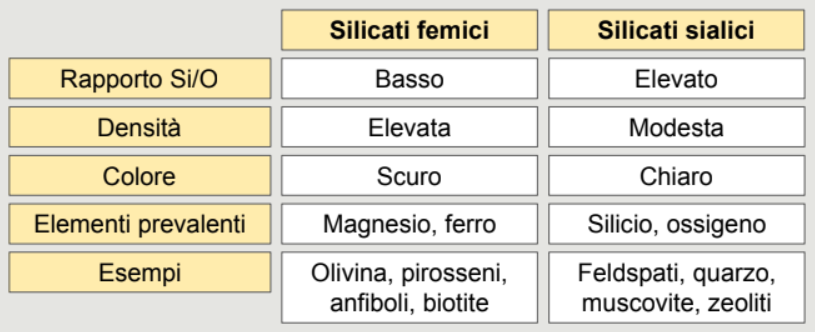 Silicati femici Silicati sialici
Rapporto Si/O Basso Elevato
Densità Elevata Modesta
Colore Scuro Chiaro
Elementi prevalenti Magnesio, ferro Silicio, ossigeno
Esempi Olivina, pirosseni, Feldspati, quarzo,
anfiboli, biotite muscovite, zeoliti